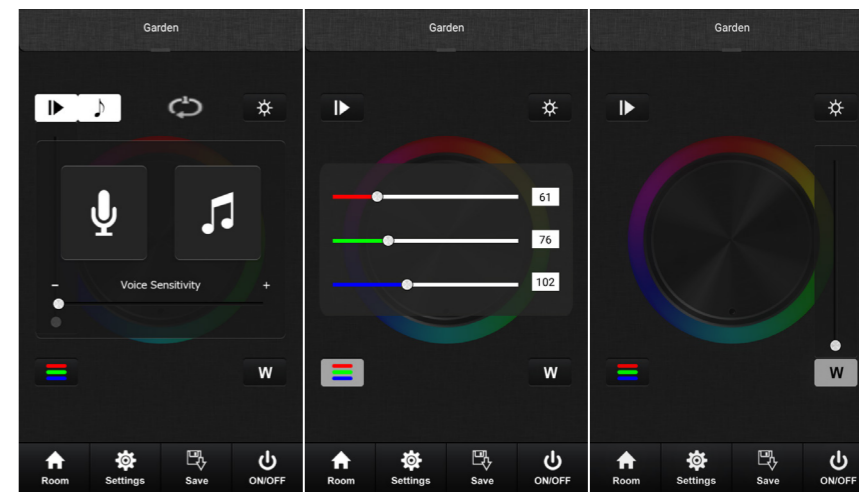 Garden
Voice Sensitivity
- +
W
Room Settings Save ON/OFF
Garden
61
76
102
W
Room Settings Save ON/OFF
Garden
W
Room Settings Save ON/OFF